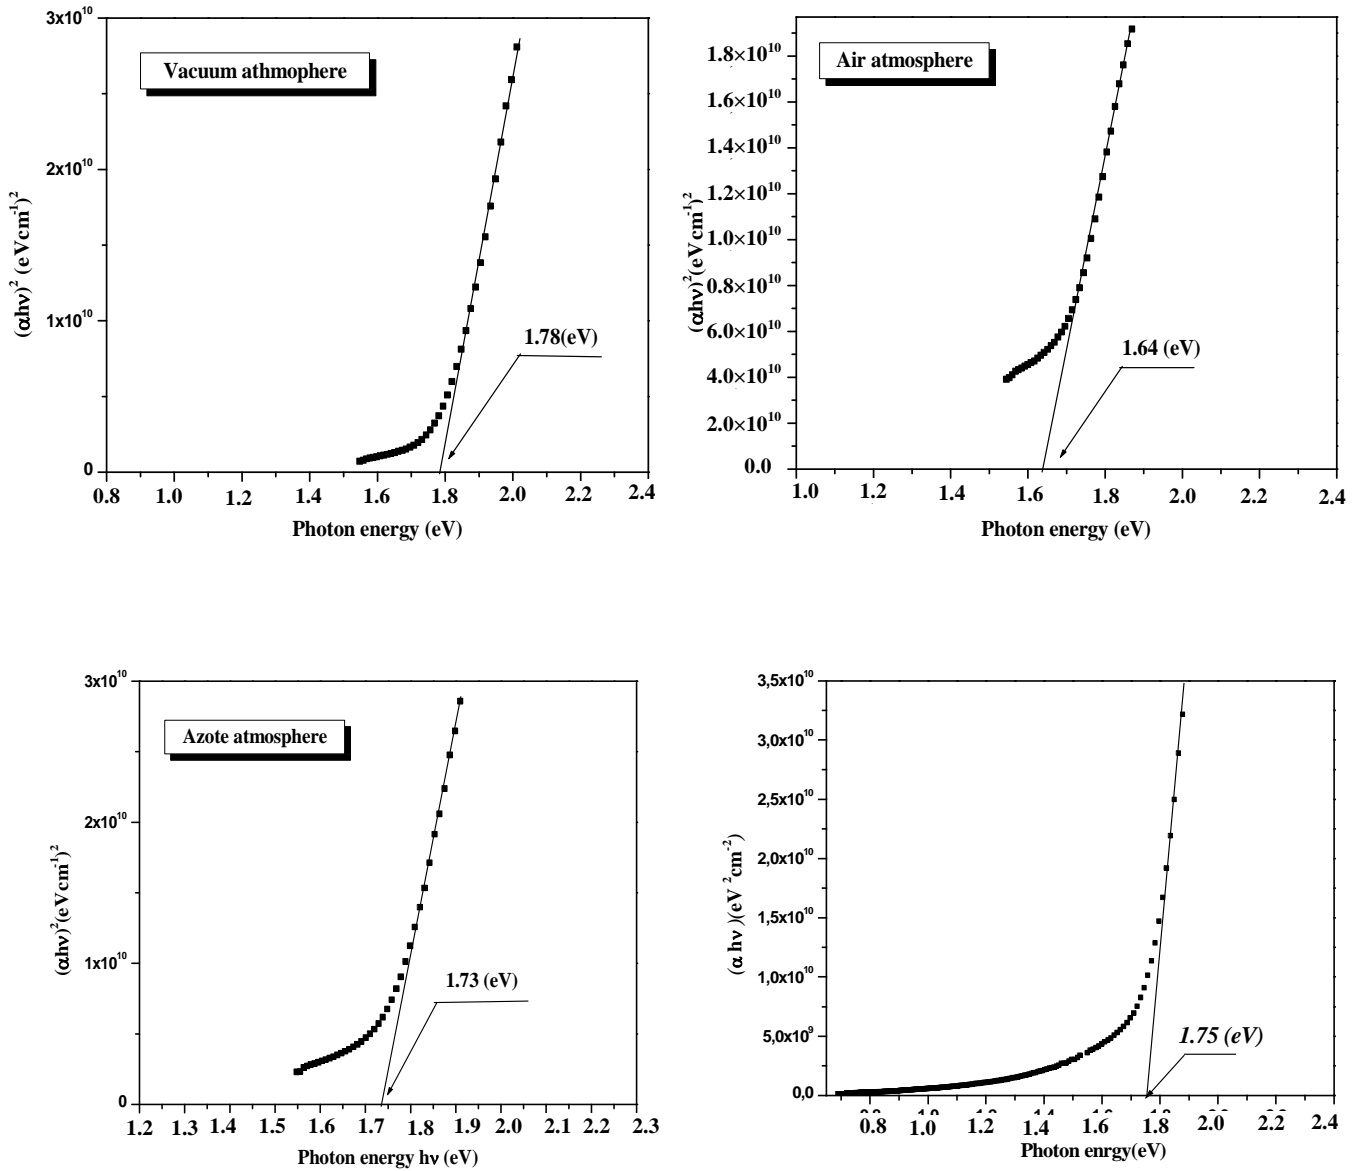 Vacuum athmophere
3x10^10
2x10^10
1x10^10
0
(αhν)^2 (eVcm^-1)^2
1.78(eV)
0.8 1.0 1.2 1.4 1.6 1.8 2.0 2.2 2.4
Photon energy (eV)
Air atmosphere
1.8×10^10
1.6×10^10
1.4×10^10
1.2×10^10
1.0×10^10
0.8×10^10
6.0×10^10
4.0×10^10
2.0×10^10
0.0
(αhν)^2(eVcm^-1)^2
1.64 (eV)
1.0 1.2 1.4 1.6 1.8 2.0 2.2 2.4
Photon energy (eV)
Azote atmosphere
3x10^10
2x10^10
1x10^10
0
(αhν)^2(eVcm^-1)^2
1.73 (eV)
1.2 1.3 1.4 1.5 1.6 1.7 1.8 1.9 2.0 2.1 2.2 2.3
Photon energy hν (eV)
3,5x10^10
3,0x10^10
2,5x10^10
2,0x10^10
1,5x10^10
1,0x10^10
5,0x10^9
0,0
(α hν )(eV^2cm^-2)
1.75 (eV)
0.8 1.0 1.2 1.4 1.6 1.8 2.0 2.2 2.4
Photon enrgy(eV)